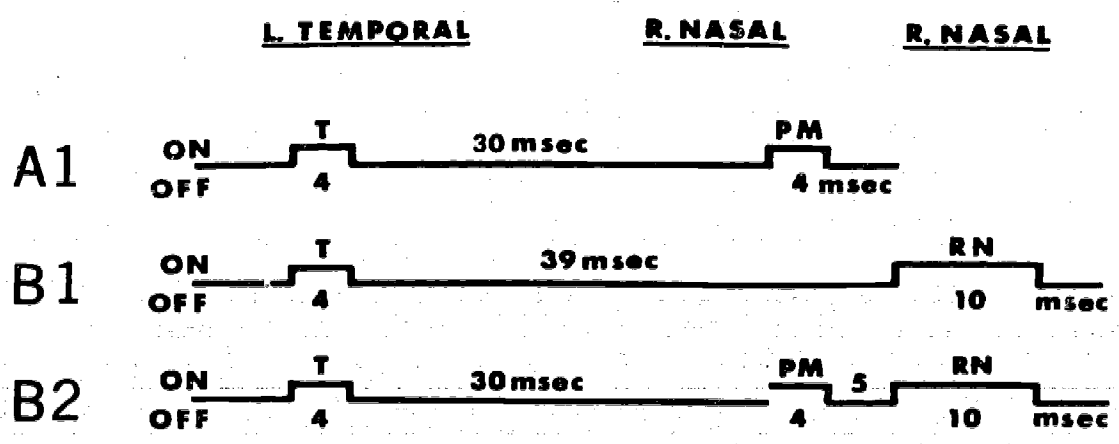 L. TEMPORAL R. NASAL R. NASAL
T PM
A1 ON 30 msec
OFF 4 4 msec
T RN
B1 ON 39 msec
OFF 4 10 msec
T PM RN
B2 ON 30 msec 5
OFF 4 4 10 msec